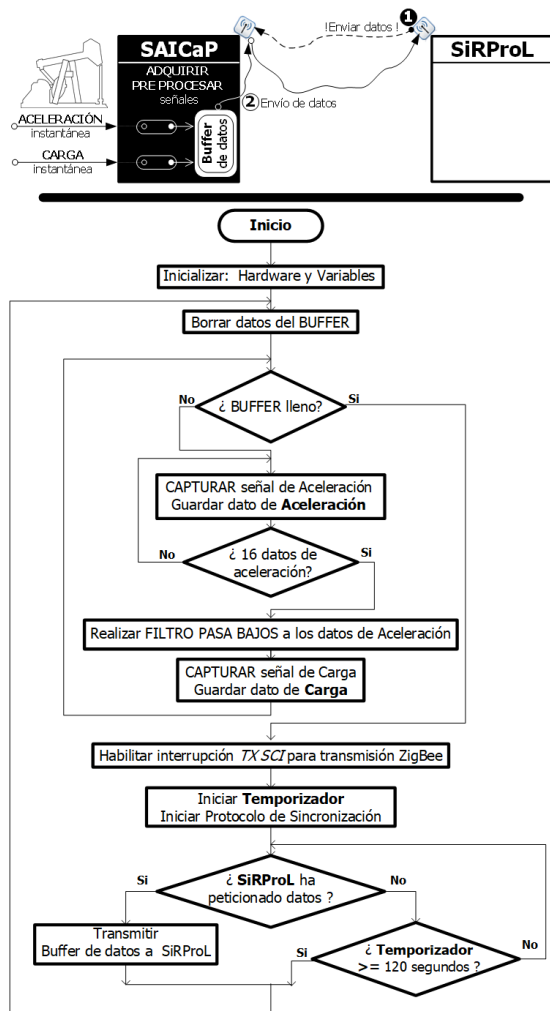 SAICaP
ADQUIRIR
PRE PROCESAR
señales
ACELERACIÓN
instantánea
CARGA
instantánea
Buffer
de datos
!Enviar datos !
1
2 Envío de datos
SiRProL
Inicio
Inicializar: Hardware y Variables
Borrar datos del BUFFER
¿ BUFFER lleno?
No
Si
CAPTURAR señal de Aceleración
Guardar dato de Aceleración
¿ 16 datos de
aceleración?
No
Si
Realizar FILTRO PASA BAJOS a los datos de Aceleración
CAPTURAR señal de Carga
Guardar dato de Carga
Habilitar interrupción TX SCI para transmisión ZigBee
Iniciar Temporizador
Iniciar Protocolo de Sincronización
¿ SiRProL ha
peticionado datos ?
Si
No
Transmitir
Buffer de datos a SiRProL
¿ Temporizador
>= 120 segundos ?
Si
No